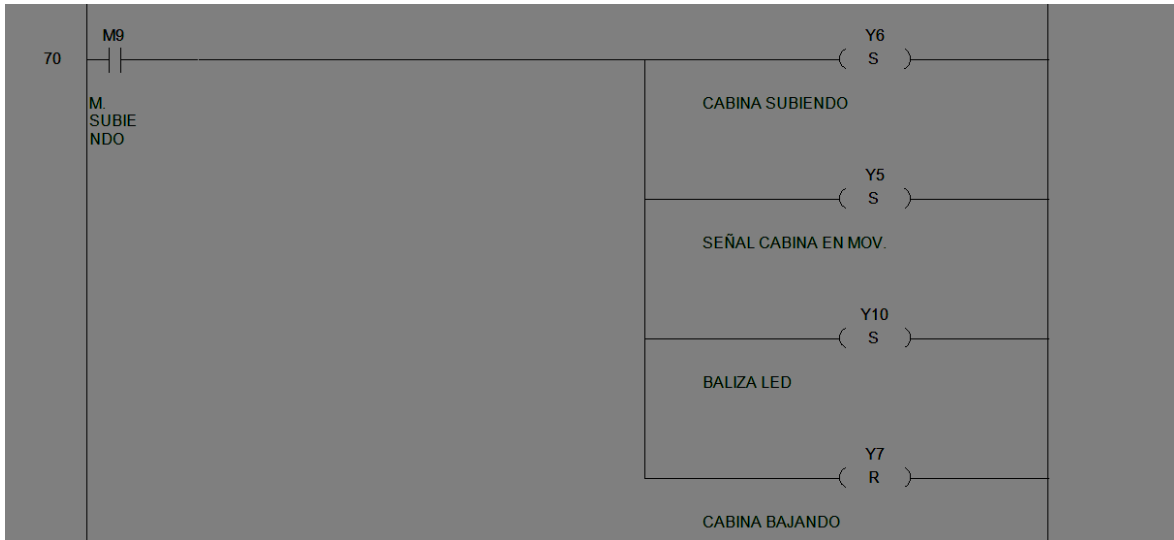 M9
Y6
70
S
M.
SUBIE
NDO
CABINA SUBIENDO
Y5
S
SEÑAL CABINA EN MOV.
Y10
S
BALIZA LED
Y7
R
CABINA BAJANDO